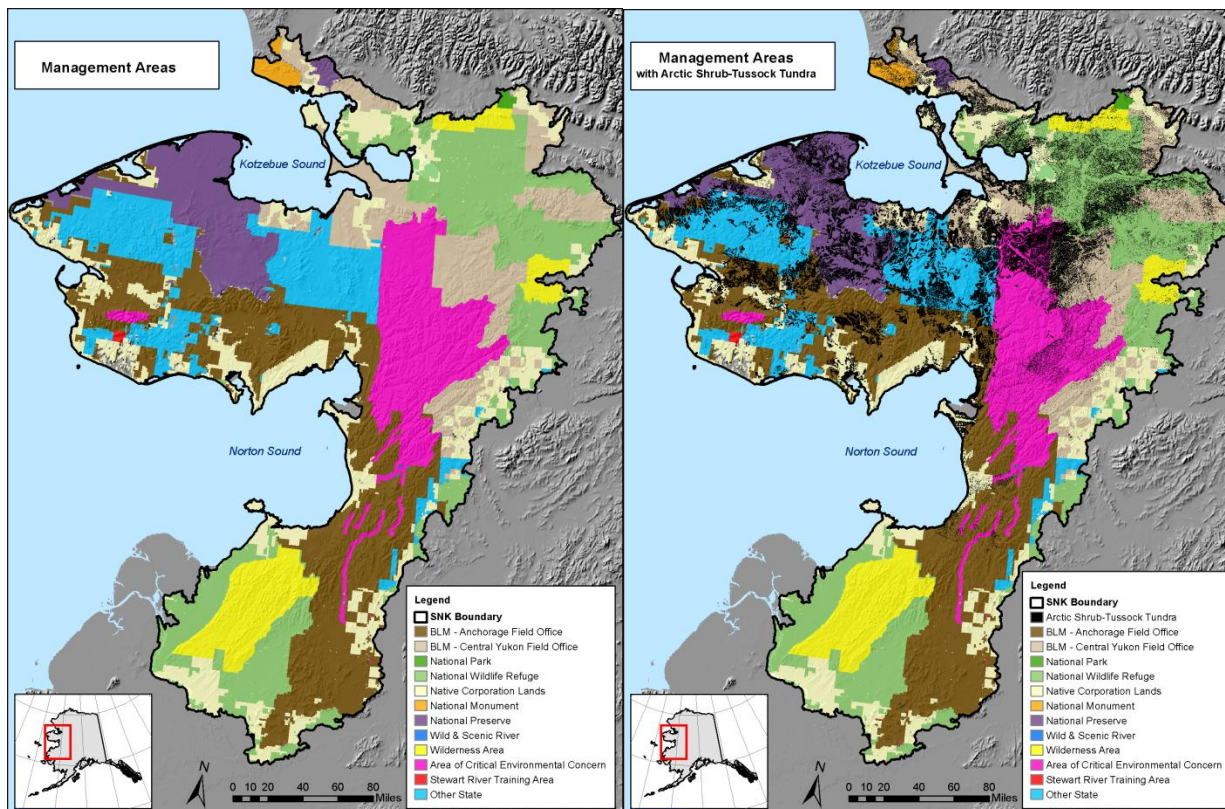 Management Areas
Kotzebue Sound
Norton Sound
Legend
SNK Boundary
BLM - Anchorage Field Office
BLM - Central Yukon Field Office
National Park
National Wildlife Refuge
Native Corporation Lands
National Monument
National Preserve
Wild & Scenic River
Wilderness Area
Area of Critical Environmental Concern
Stewart River Training Area
Other State
N
0 10 20 40 60 80
Miles
Management Areas
with Arctic Shrub-Tussock Tundra
Kotzebue Sound
Norton Sound
Legend
SNK Boundary
Arctic Shrub-Tussock Tundra
BLM - Anchorage Field Office
BLM - Central Yukon Field Office
National Park
National Wildlife Refuge
Native Corporation Lands
National Monument
National Preserve
Wild & Scenic River
Wilderness Area
Area of Critical Environmental Concern
Stewart River Training Area
Other State
N
0 10 20 40 60 80
Miles